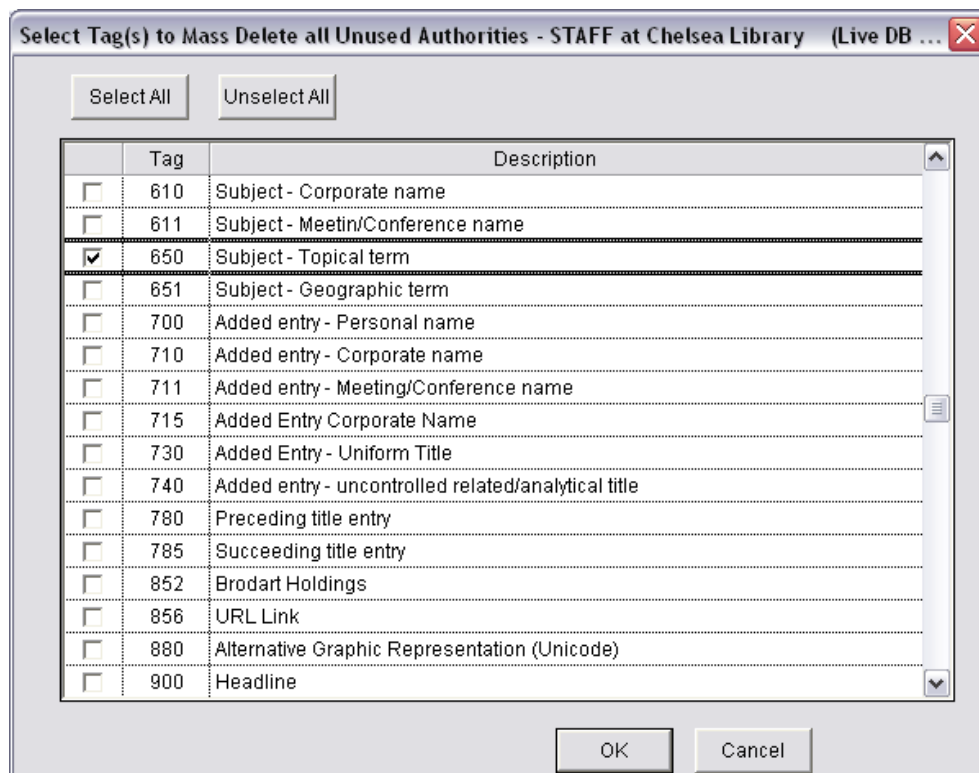 Select Tag(s) to Mass Delete all Unused Authorities - STAFF at Chelsea Library (Live DB ...
Select All Unselect All
Tag Description
610 Subject - Corporate name
611 Subject - Meetin/Conference name
650 Subject - Topical term
651 Subject - Geographic term
700 Added entry - Personal name
710 Added entry - Corporate name
711 Added entry - Meeting/Conference name
715 Added Entry Corporate Name
730 Added Entry - Uniform Title
740 Added entry - uncontrolled related/analytical title
780 Preceding title entry
785 Succeeding title entry
852 Brodart Holdings
856 URL Link
880 Alternative Graphic Representation (Unicode)
900 Headline
OK Cancel